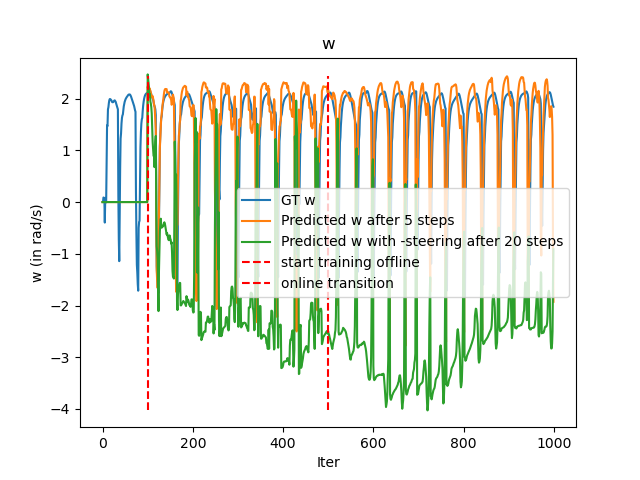 w
w (in rad/s)
2
1
0
−1
−2
−3
−4
GT w
Predicted w after 5 steps
Predicted w with -steering after 20 steps
start training offline
online transition
0
200
400
600
800
1000
Iter